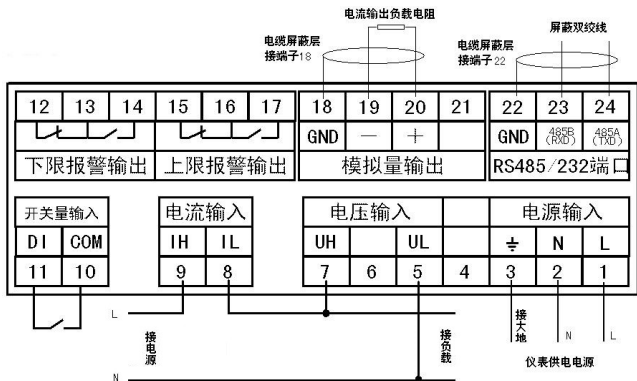 电流输出负载电阻
电缆屏蔽层
接端子18
电缆屏蔽层
接端子22
屏蔽双绞线
12 13 14 15 16 17 18 19 20 21 22 23 24
GND — + GND 485B (RXD) 485A (TXD)
下限报警输出 上限报警输出 模拟量输出 RS485/232端口
开关量输入 电流输入 电压输入 电源输入
DI COM IH IL UH UL ⏚ N L
11 10 9 8 7 6 5 4 3 2 1
L
N
接电源
接负载
接大地
N
L
仪表供电电源